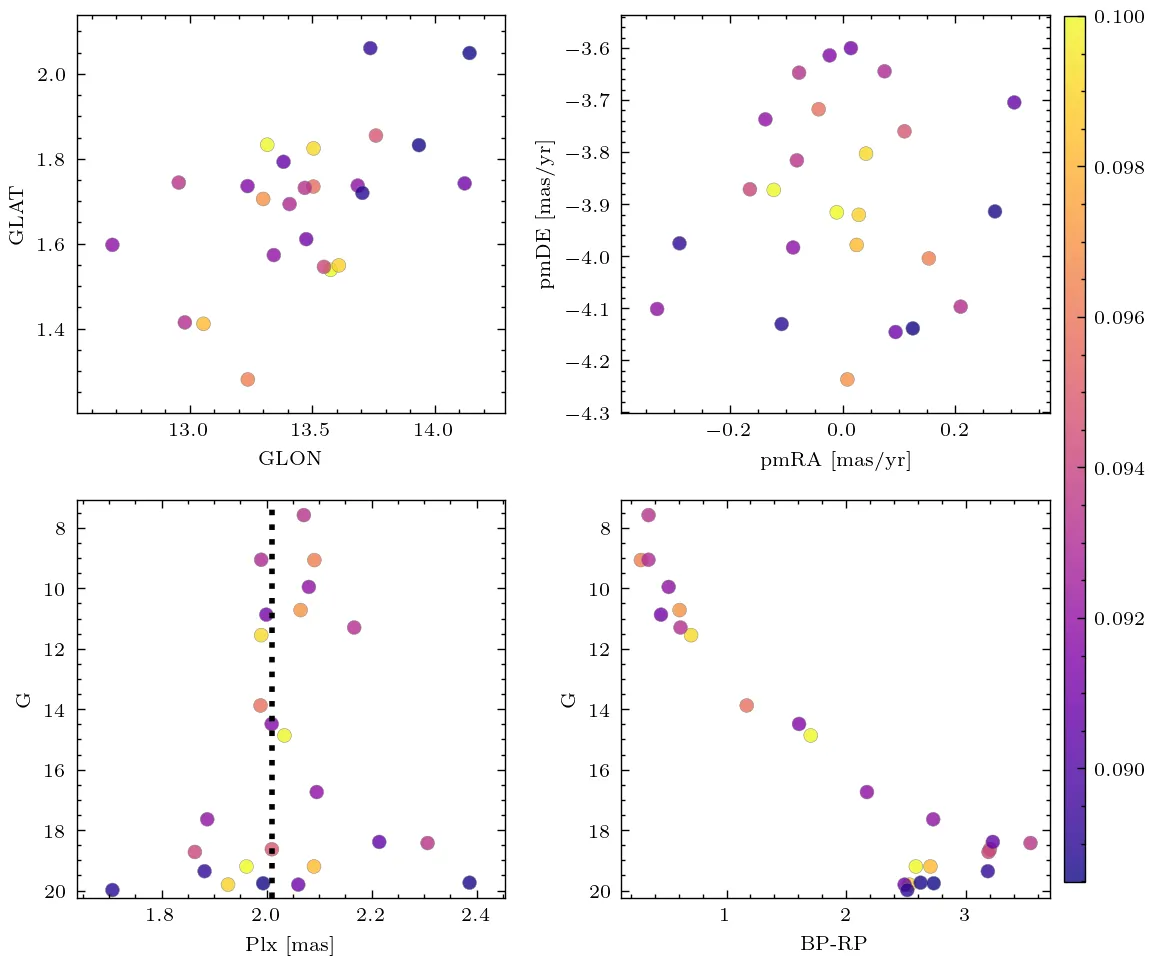 2.0
1.8
1.6
1.4
GLAT
13.0 13.5 14.0
GLON
−3.6
−3.7
−3.8
−3.9
−4.0
−4.1
−4.2
−4.3
pmDE [mas/yr]
−0.2 0.0 0.2
pmRA [mas/yr]
8
10
12
14
16
18
20
G
1.8 2.0 2.2 2.4
Plx [mas]
8
10
12
14
16
18
20
G
1 2 3
BP-RP
0.100
0.098
0.096
0.094
0.092
0.090